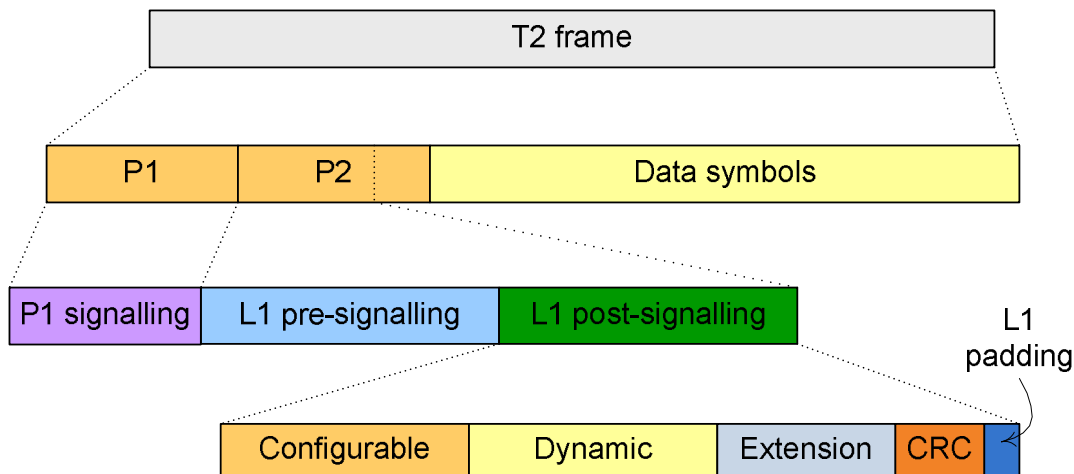 T2 frame
P1 P2 Data symbols
P1 signalling L1 pre-signalling L1 post-signalling
L1
padding
Configurable Dynamic Extension CRC